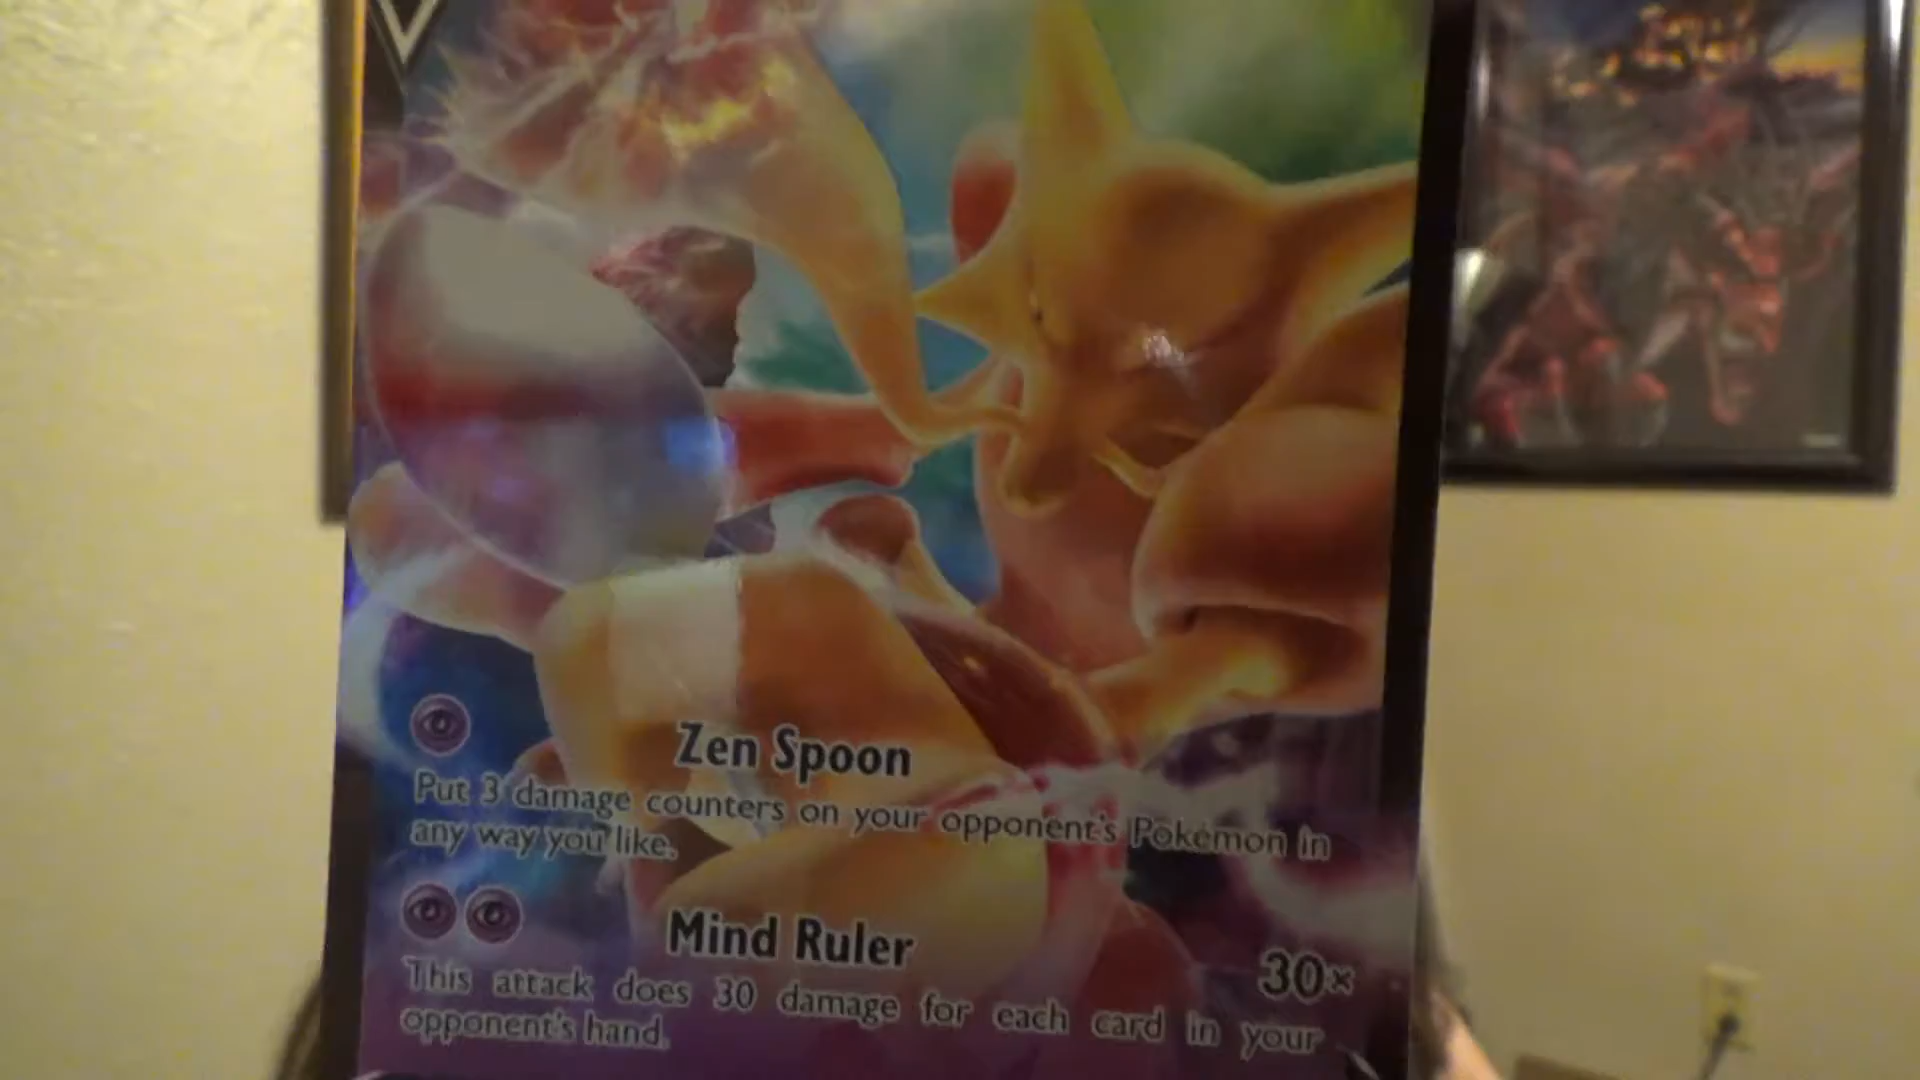 Zen Spoon
Put 3 damage counters on your opponent's Pokémon in
any way you like.
Mind Ruler
30×
This attack does 30 damage for each card in your
opponent's hand.